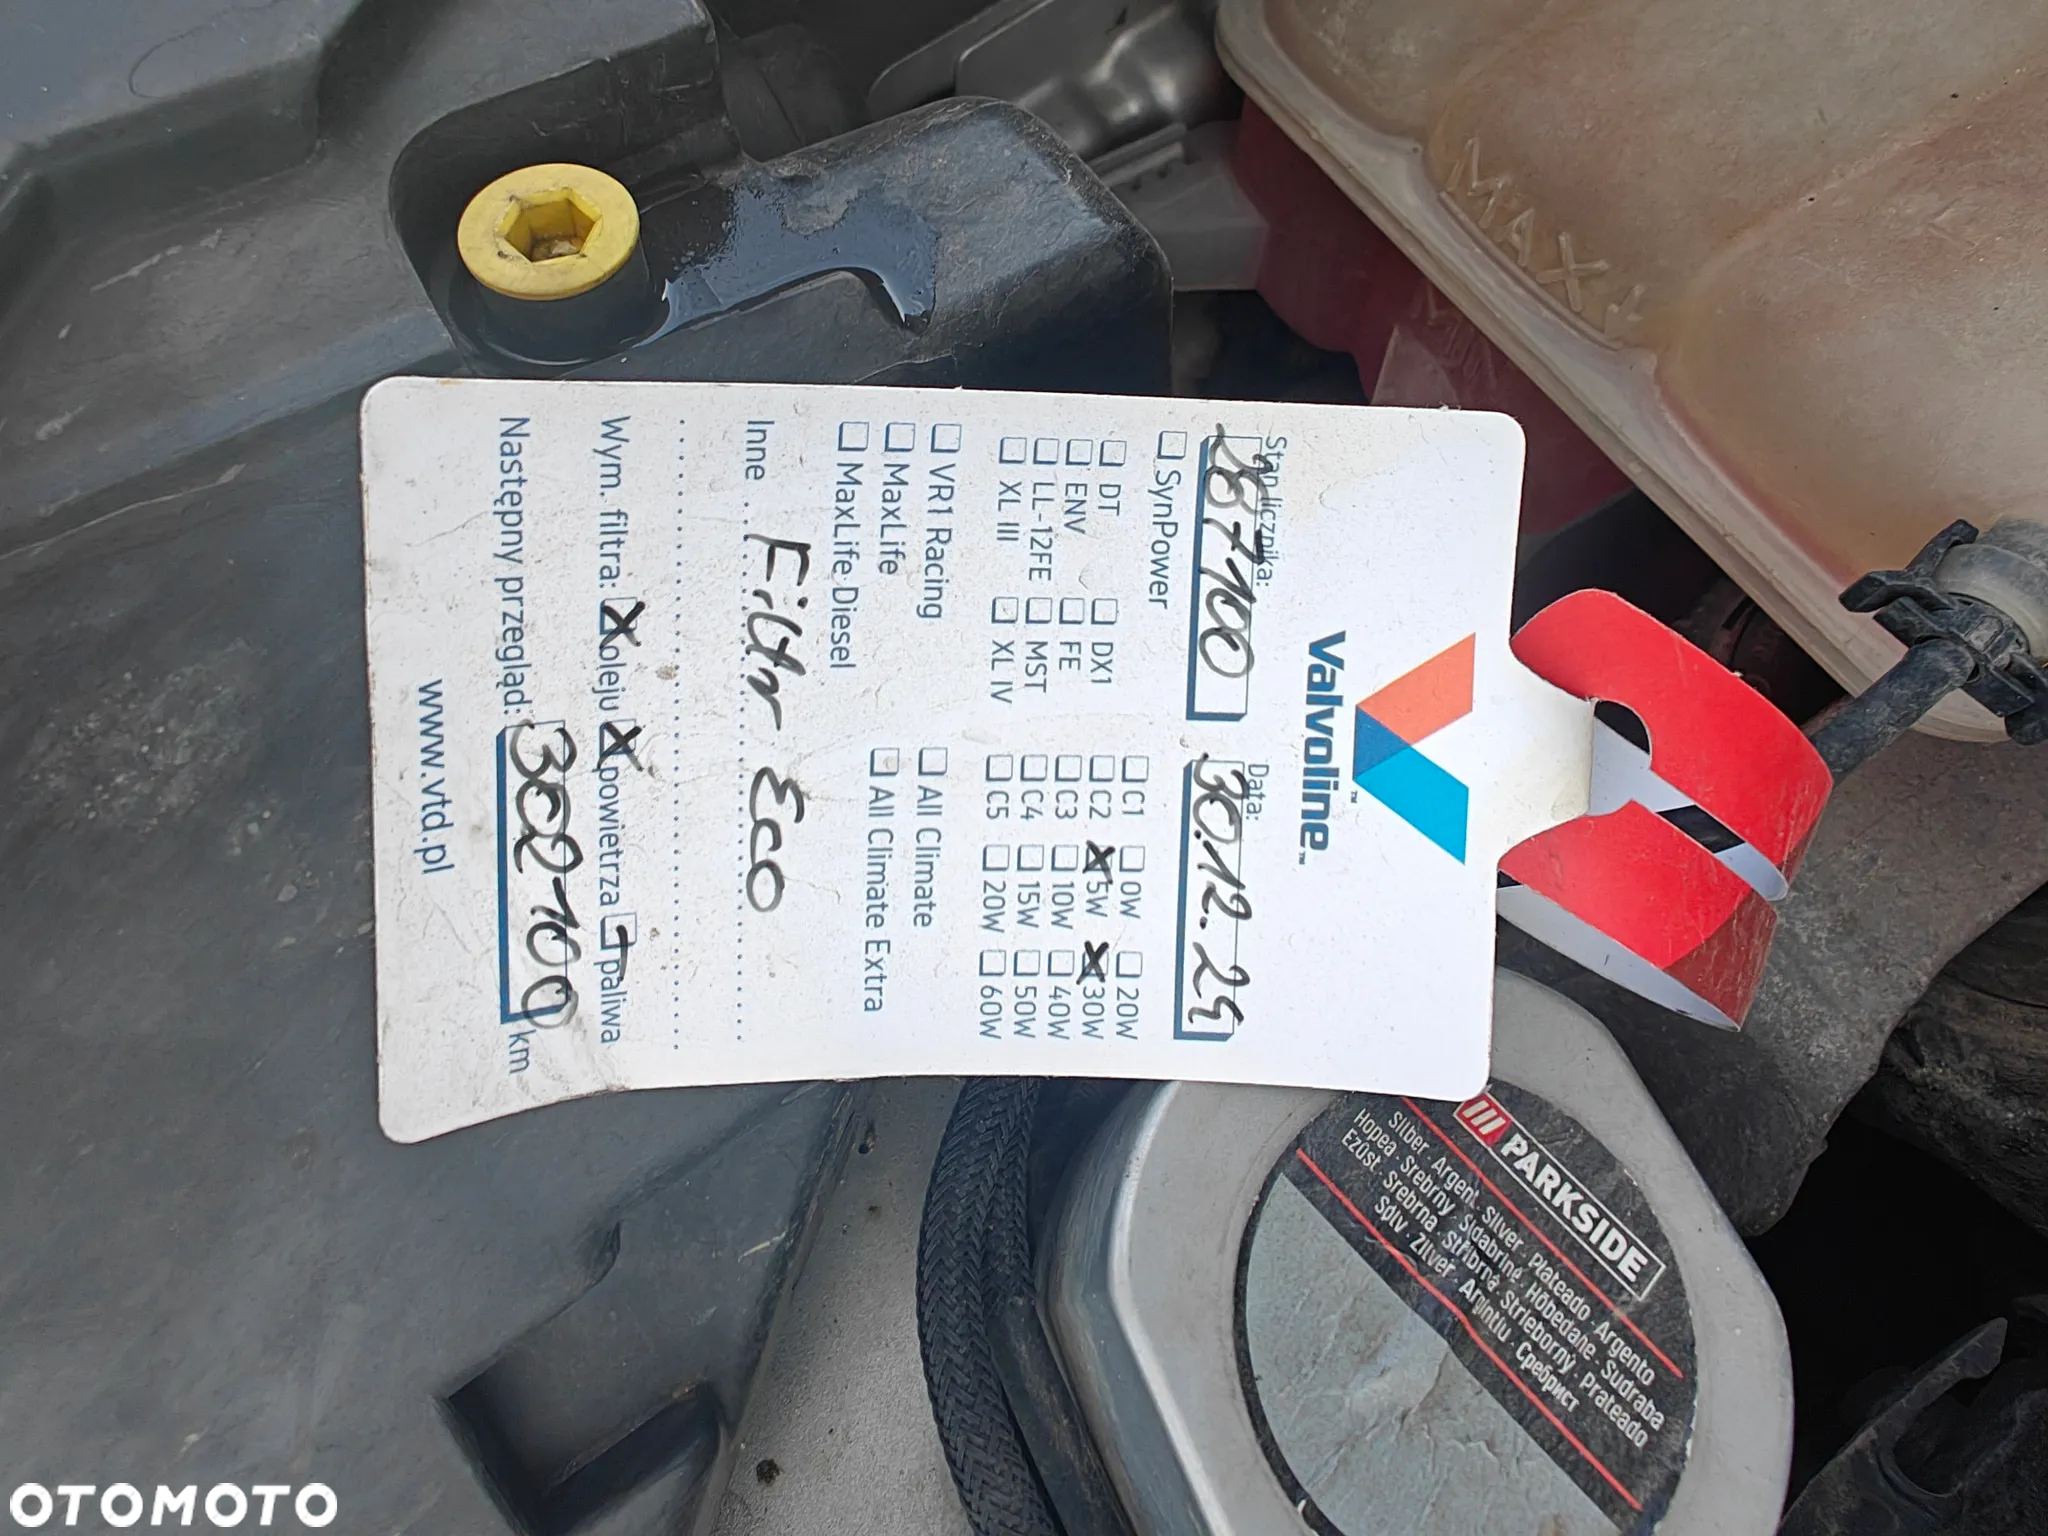 Valvoline™
Stan licznika: 287100 Data: 30.12.24
SynPower
DT DX1 C1 0W 20W
ENV FE C2 X 5W X 30W
LL-12FE MST C3 10W 40W
XL III XL IV C4 15W 50W
C5 20W 60W
VR1 Racing All Climate
MaxLife All Climate Extra
MaxLife Diesel
Inne Filtr Eco
Wym. filtra: X oleju X powietrza - paliwa
Następny przegląd: 302100 km
www.vtd.pl
MAX
PARKSIDE
Silber · Argent · Silver · Plateado · Argento
Hopea · Srebrny · Sidabrinė · Hõbedane · Sudraba
Ezüst · Srebrna · Stříbrná · Strieborný · Prateado
Sølv · Zilver · Argintiu · Сребрист
OTOMOTO